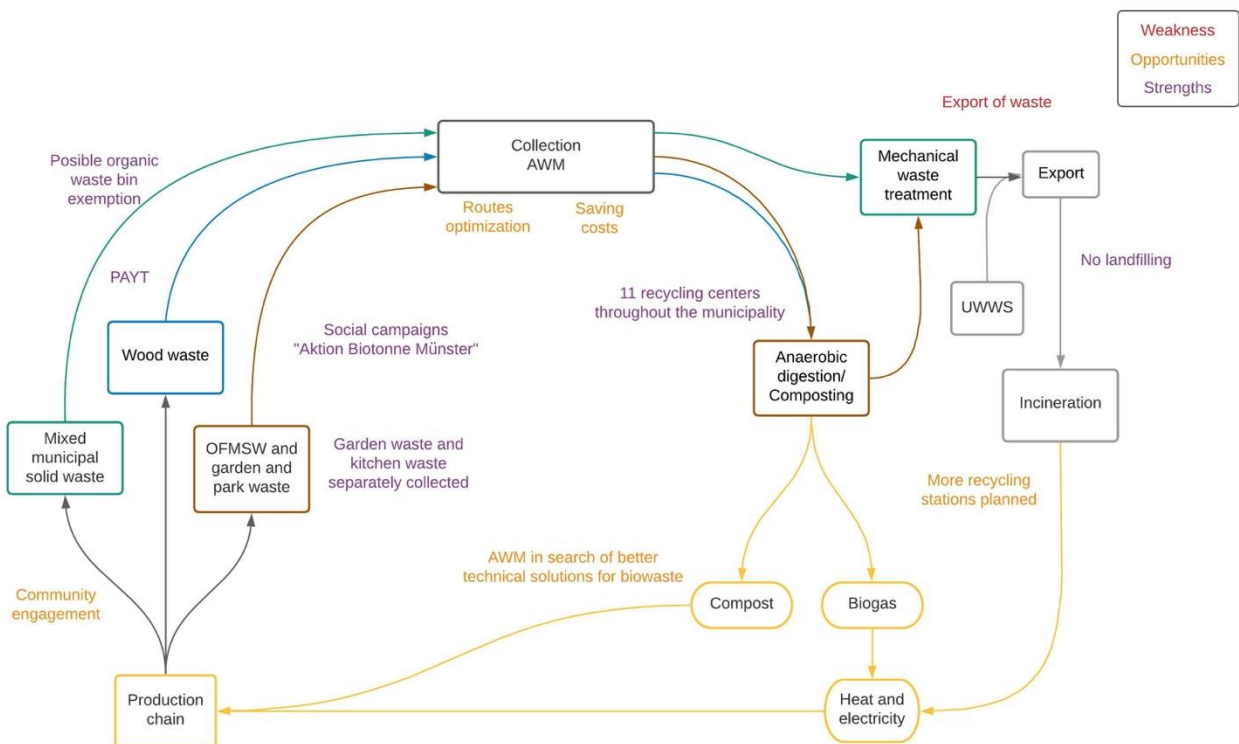 Weakness
Opportunities
Strengths
Export of waste
Collection
AWM
Routes
optimization
Saving
costs
Mechanical
waste
treatment
Export
Posible organic
waste bin
exemption
PAYT
Wood waste
Social campaigns
"Aktion Biotonne Münster"
11 recycling centers
throughout the municipality
UWWS
No landfilling
Anaerobic
digestion/
Composting
Incineration
Mixed
municipal
solid waste
OFMSW and
garden and
park waste
Garden waste and
kitchen waste
separately collected
More recycling
stations planned
AWM in search of better
technical solutions for biowaste
Compost
Biogas
Community
engagement
Production
chain
Heat and
electricity